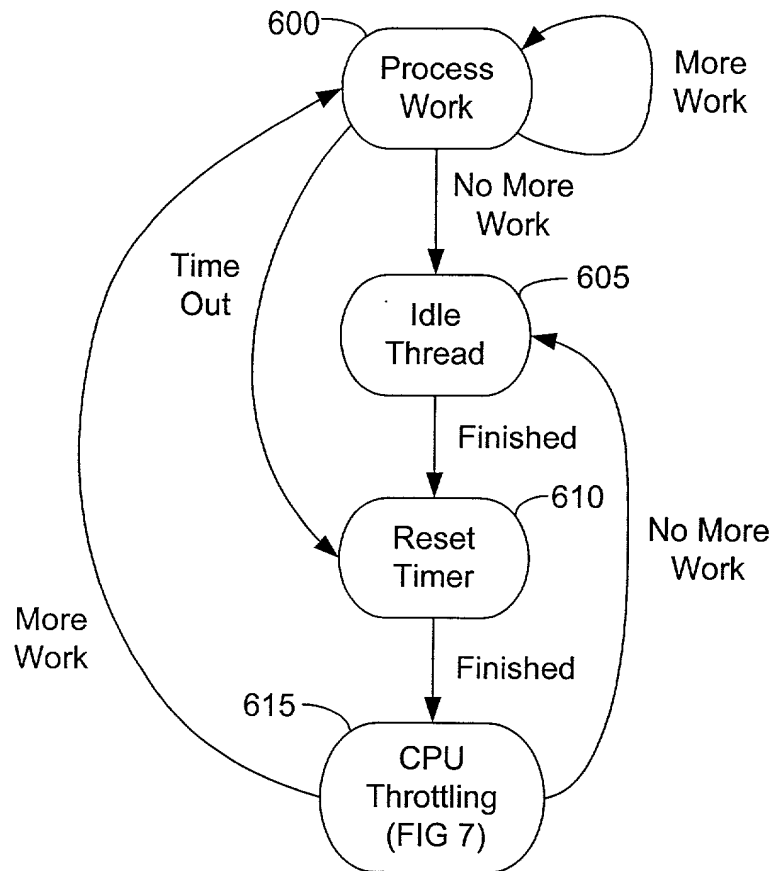 600
Process
Work
More
Work
No More
Work
Time
Out
605
Idle
Thread
Finished
610
Reset
Timer
No More
Work
More
Work
Finished
615
CPU
Throttling
(FIG 7)